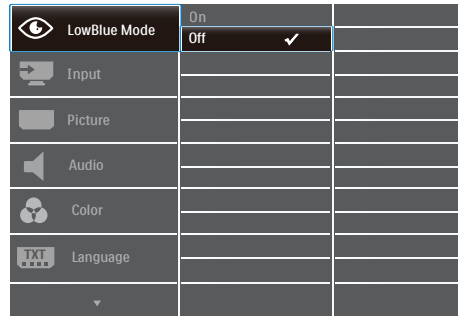 LowBlue Mode
On
Off
Input
Picture
Audio
Color
TXT
Language